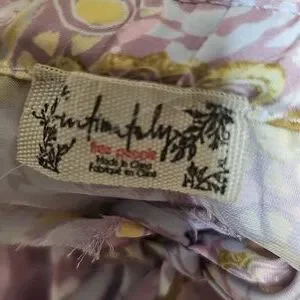 intimately
free people
Made in China
Fabriqué en Chine